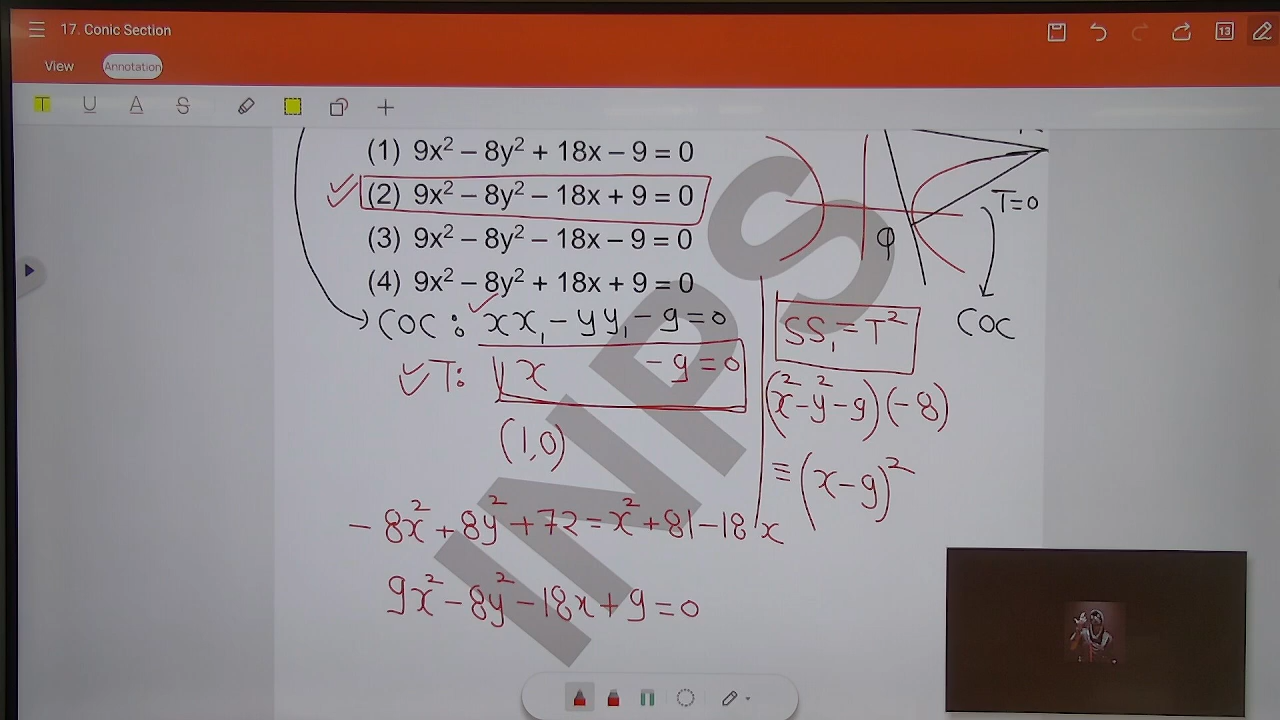 17. Conic Section
13
View
Annotation
T U A S
(1) 9x² – 8y² + 18x – 9 = 0
(2) 9x² – 8y² – 18x + 9 = 0
(3) 9x² – 8y² – 18x – 9 = 0
(4) 9x² – 8y² + 18x + 9 = 0
T=0
φ
COC : xx₁ – yy₁ – 9 = 0
COC
SS₁ = T²
T: x – 9 = 0
(x² – y² – 9)(–8)
(1,0)
≡ (x – 9)²
– 8x² + 8y² + 72 = x² + 81 – 18x
9x² – 8y² – 18x + 9 = 0
INPS